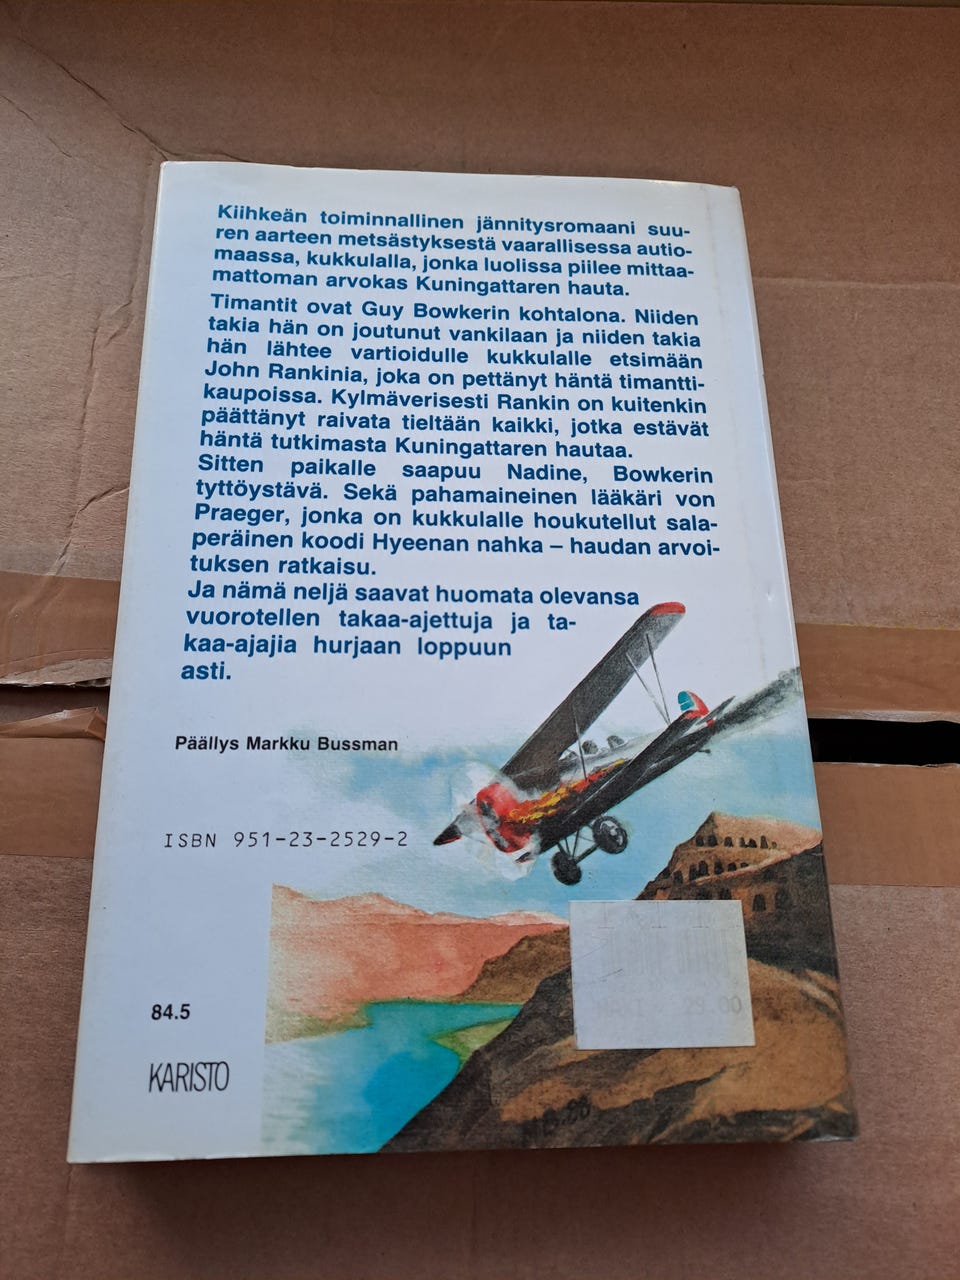 Kiihkeän toiminnallinen jännitysromaani suu-
ren aarteen metsästyksestä vaarallisessa autio-
maassa, kukkulalla, jonka luolissa piilee mittaa-
mattoman arvokas Kuningattaren hauta.
Timantit ovat Guy Bowkerin kohtalona. Niiden
takia hän on joutunut vankilaan ja niiden takia
hän lähtee vartioidulle kukkulalle etsimään
John Rankinia, joka on pettänyt häntä timantti-
kaupoissa. Kylmäverisesti Rankin on kuitenkin
päättänyt raivata tieltään kaikki, jotka estävät
häntä tutkimasta Kuningattaren hautaa.
Sitten paikalle saapuu Nadine, Bowkerin
tyttöystävä. Sekä pahamaineinen lääkäri von
Praeger, jonka on kukkulalle houkutellut sala-
peräinen koodi Hyeenan nahka – haudan arvoi-
tuksen ratkaisu.
Ja nämä neljä saavat huomata olevansa
vuorotellen takaa-ajettuja ja ta-
kaa-ajajia hurjaan loppuun
asti.
Päällys Markku Bussman
ISBN 951-23-2529-2
29.00
84.5
KARISTO